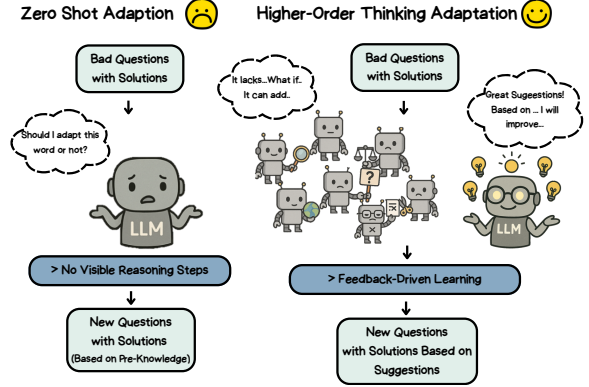 Zero Shot Adaption
Higher-Order Thinking Adaptation
Bad Questions
with Solutions
Should I adapt this
word or not?
LLM
> No Visible Reasoning Steps
New Questions
with Solutions
(Based on Pre-Knowledge)
It lacks...What if..
It can add..
Bad Questions
with Solutions
Great Sugeestions!
Based on ... I will
improve...
?
LLM
> Feedback-Driven Learning
New Questions
with Solutions Based on
Suggestions